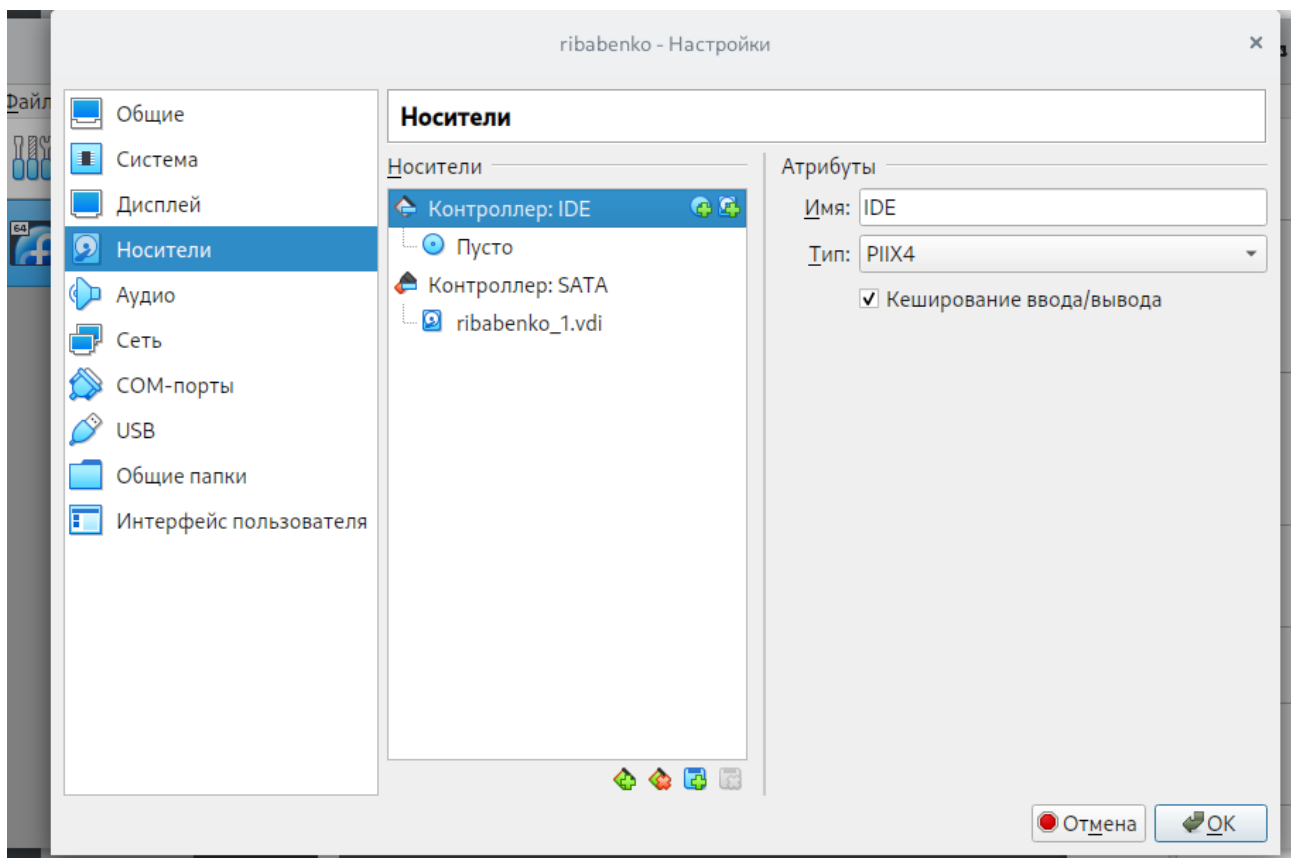 ribabenko - Настройки
Файл
64
Общие
Система
Дисплей
Носители
Аудио
Сеть
COM-порты
USB
Общие папки
Интерфейс пользователя
Носители
Носители
Контроллер: IDE
Пусто
Контроллер: SATA
ribabenko_1.vdi
Атрибуты
Имя: IDE
Тип: PIIX4
Кеширование ввода/вывода
Отмена
OK